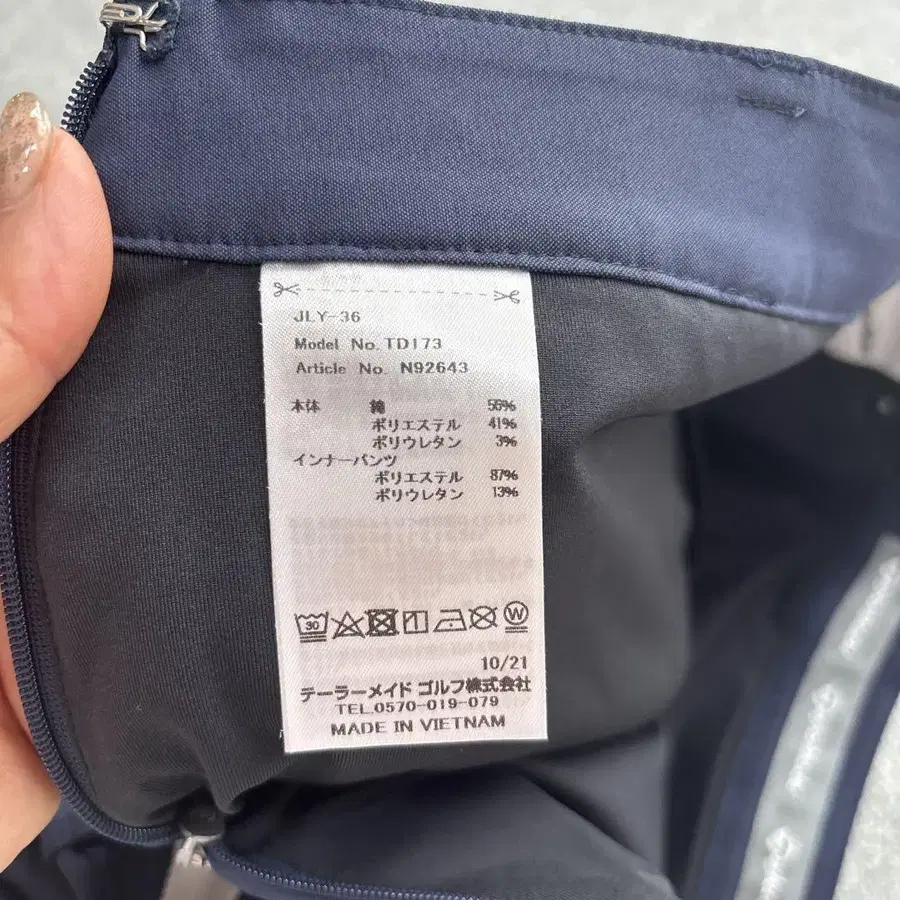 JLY-36
Model No. TD173
Article No. N92643
本体 綿 56%
ポリエステル 41%
ポリウレタン 3%
インナーパンツ
ポリエステル 87%
ポリウレタン 13%
30 W
10/21
テーラーメイド ゴルフ株式会社
TEL.0570-019-079
MADE IN VIETNAM
YKK